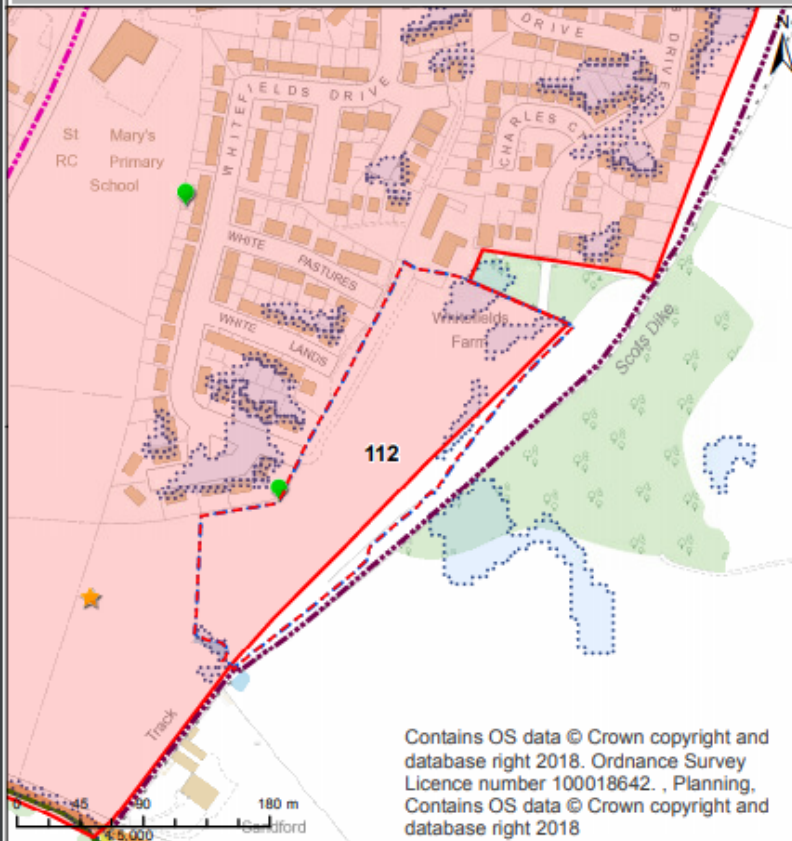 N
DRIVE
S DRIVE
WHITEFIELDS DRIVE
CHARLES CT
St Mary's
RC Primary
School
WHITE PASTURES
WHITE LANDS
Whitefields
Farm
Scots Dike
112
Track
0 45 90 180 m
1:5,000
Sandford
Contains OS data © Crown copyright and
database right 2018. Ordnance Survey
Licence number 100018642. , Planning,
Contains OS data © Crown copyright and
database right 2018